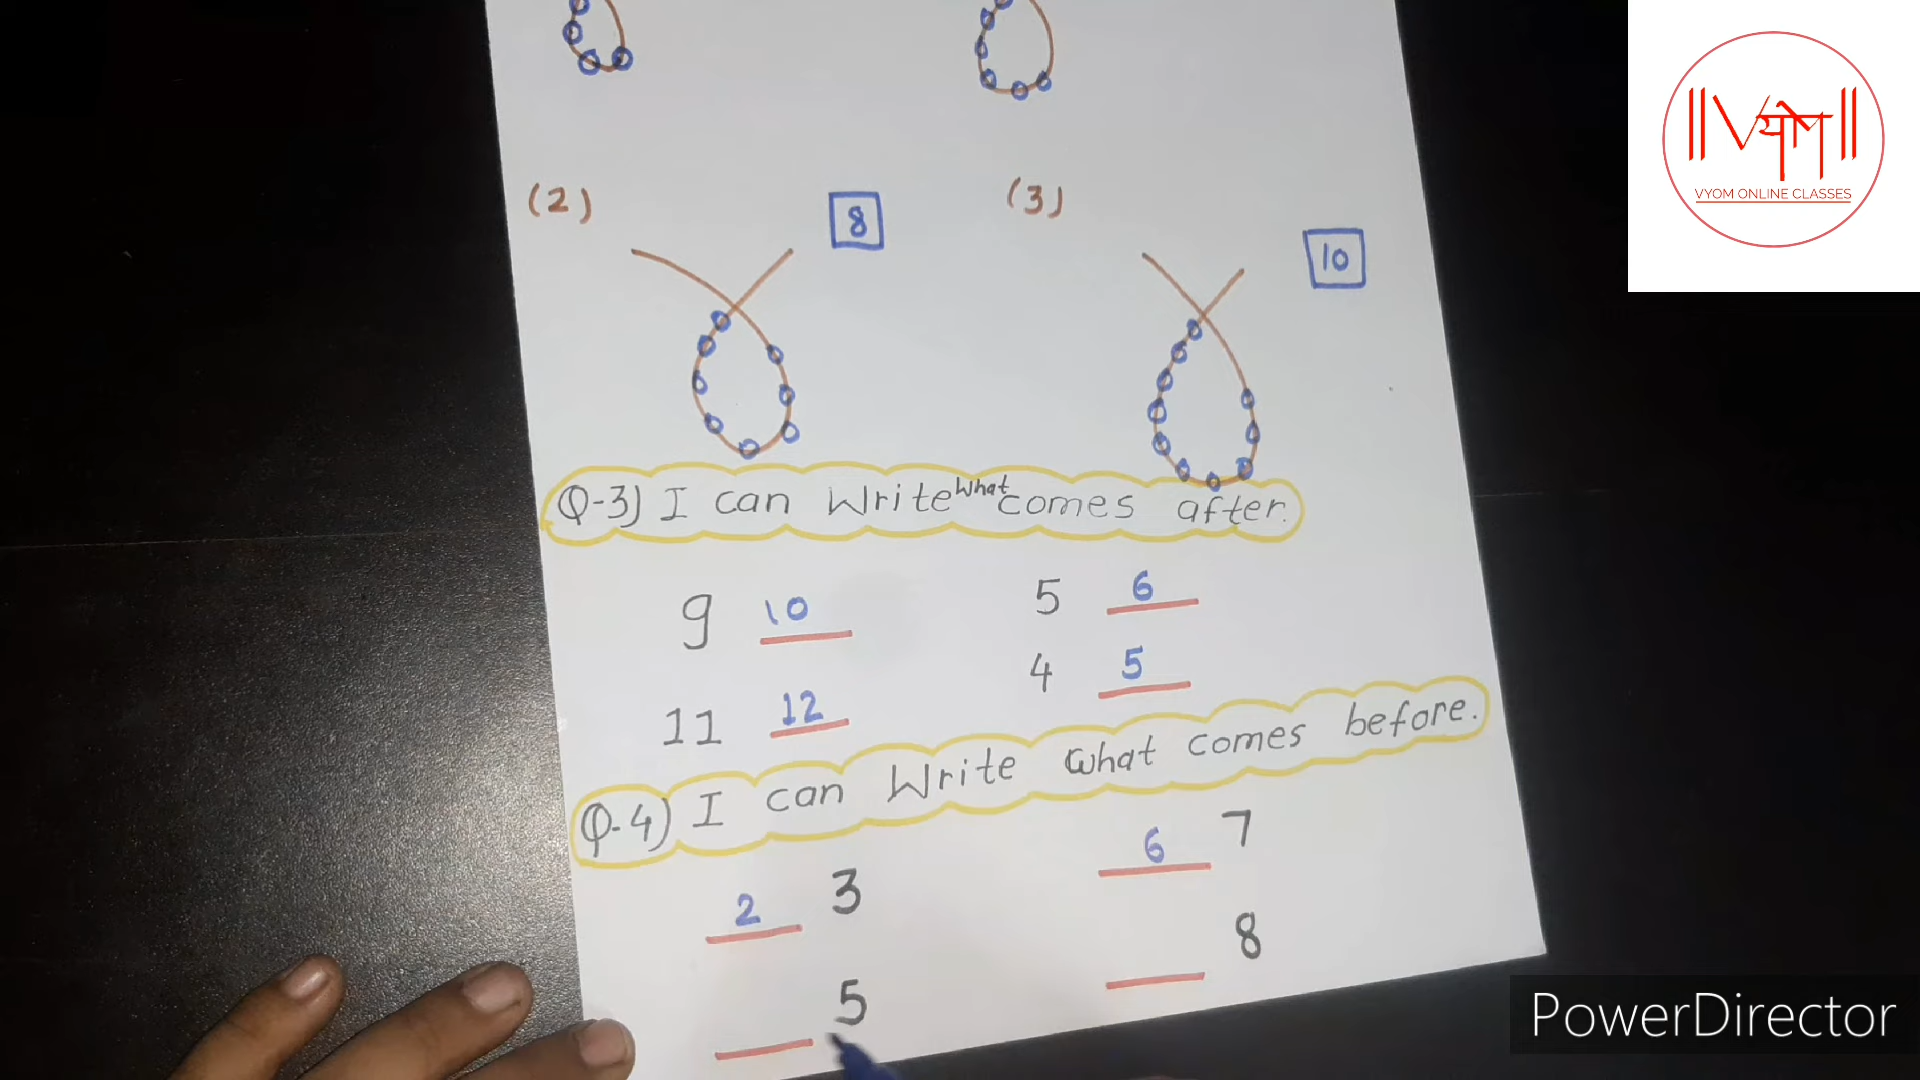 || Vयोम ||
VYOM ONLINE CLASSES
(2) 8 (3) 10
Q-3) I can Write What comes after.
9 10 5 6
4 5
11 12
Q-4) I can Write What comes before.
6 7
2 3
8
5
PowerDirector